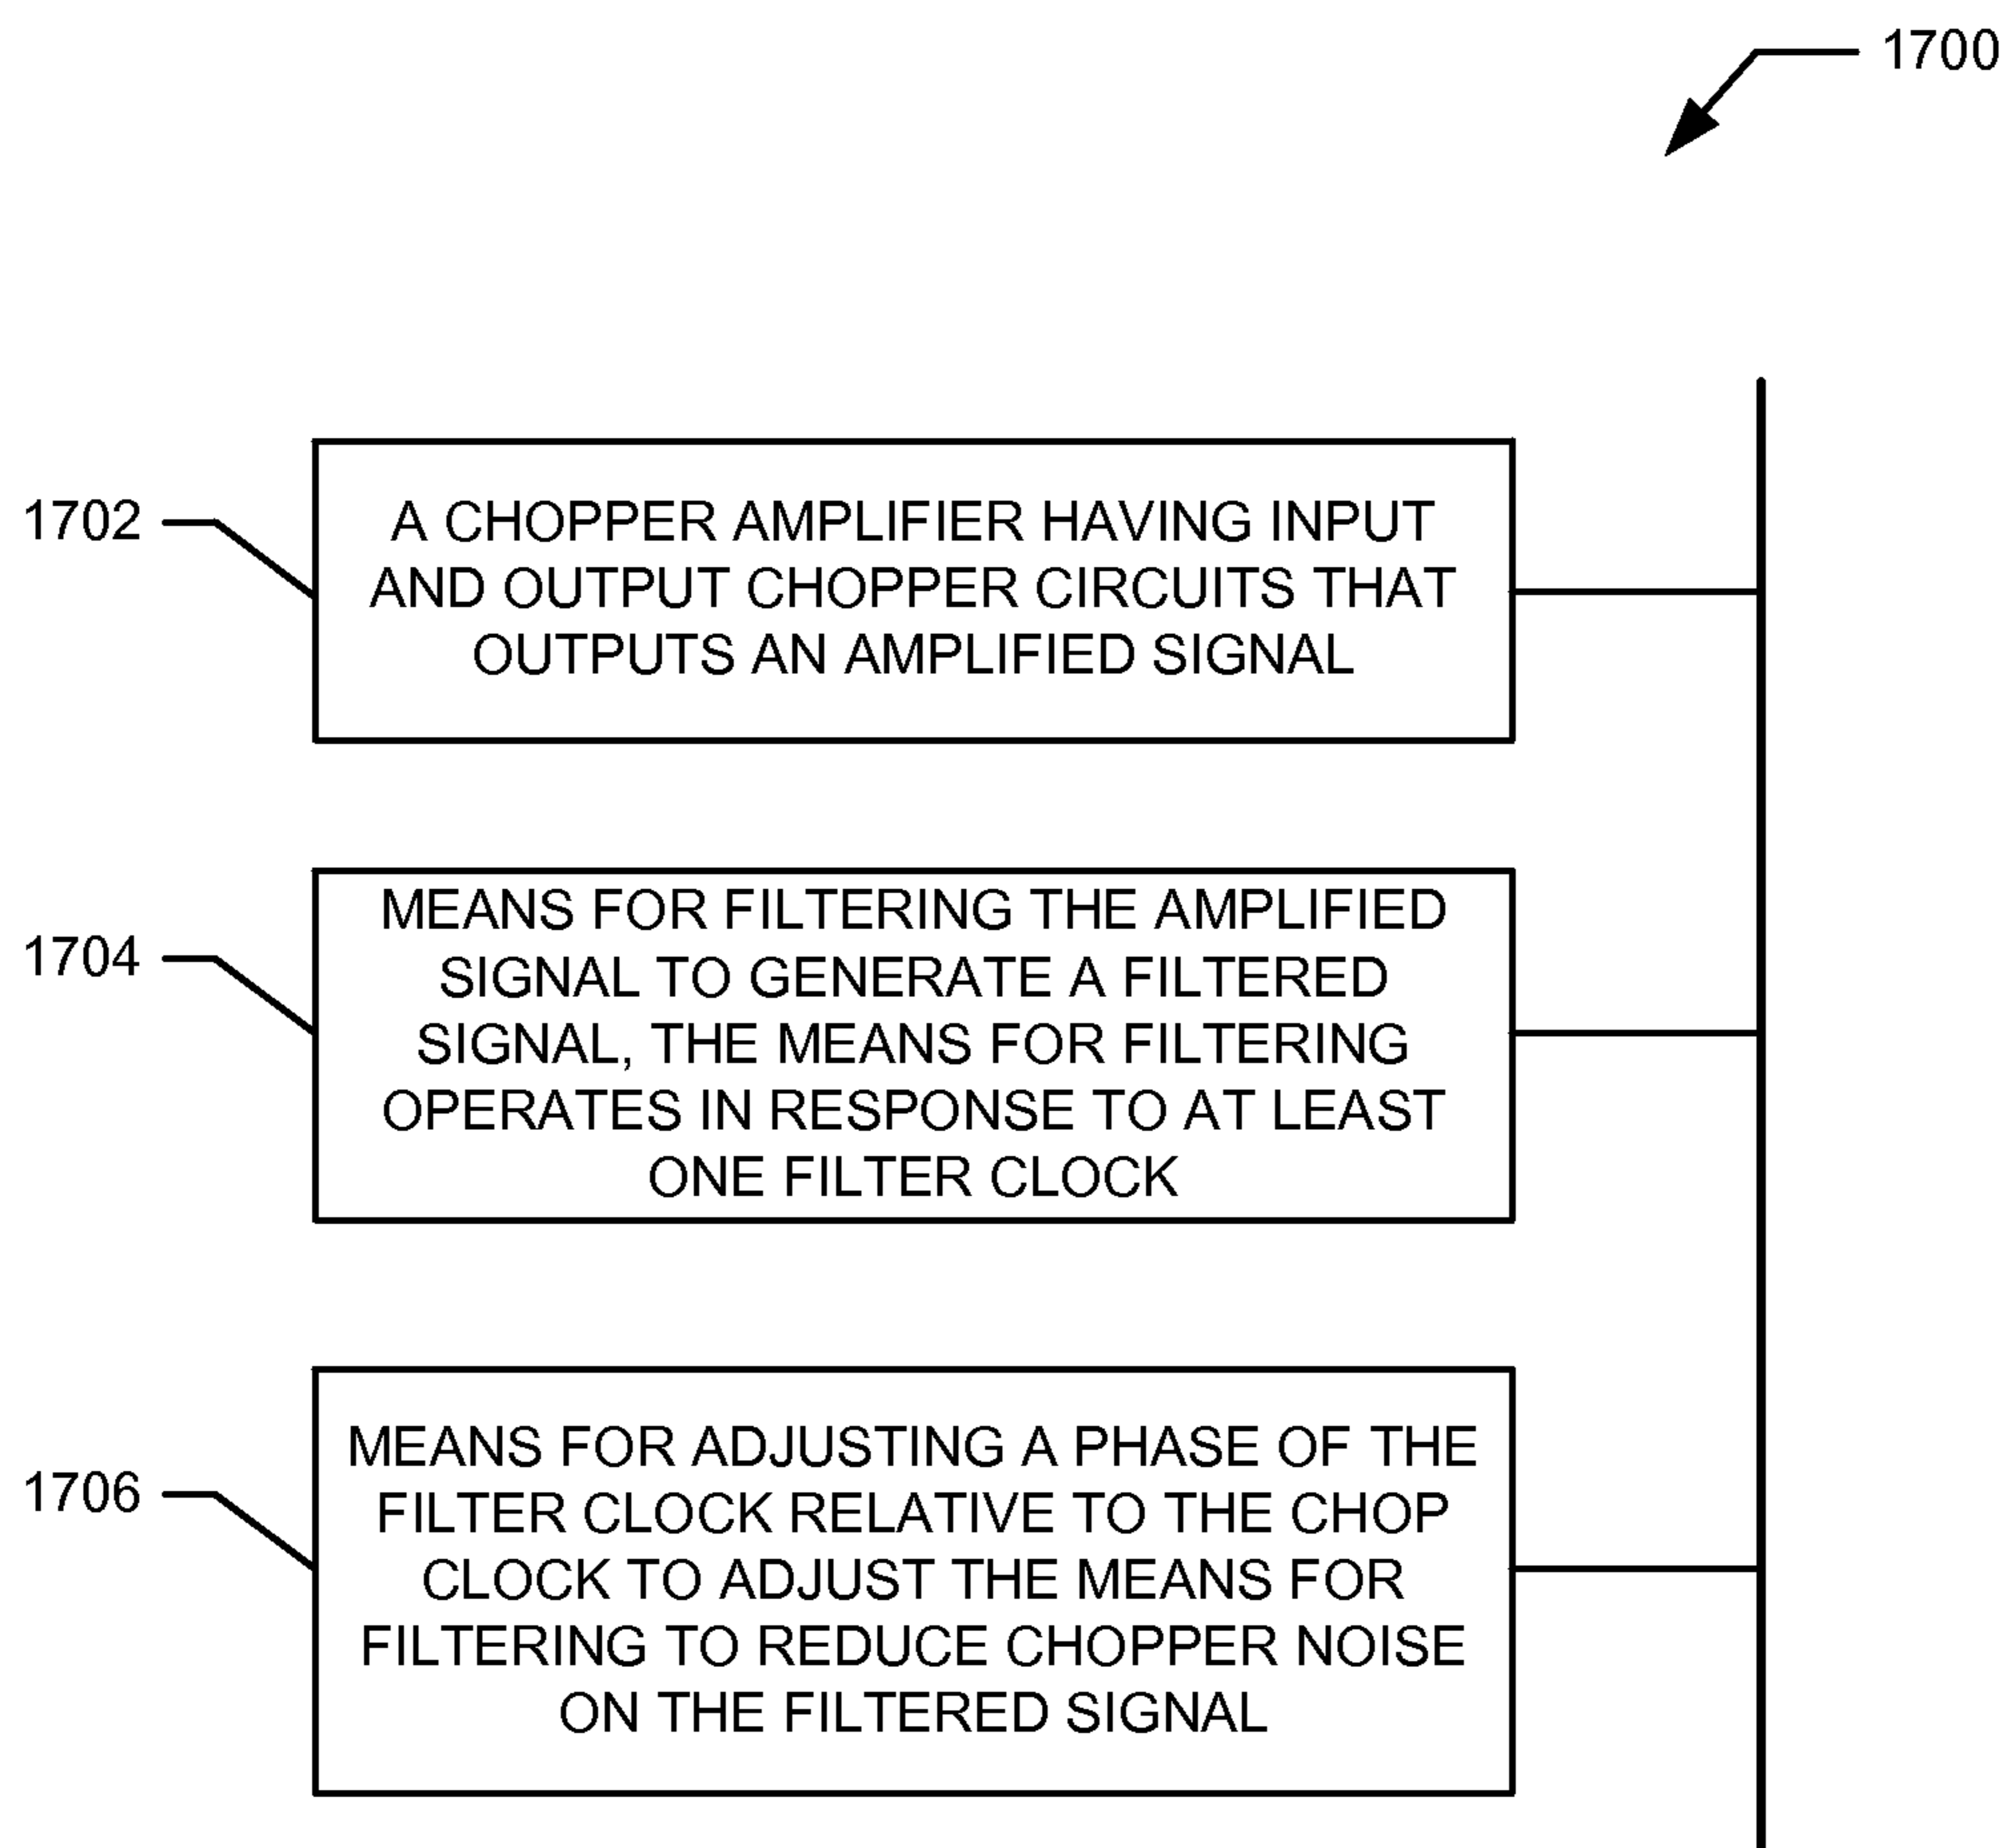 1700
1702
A CHOPPER AMPLIFIER HAVING INPUT
AND OUTPUT CHOPPER CIRCUITS THAT
OUTPUTS AN AMPLIFIED SIGNAL
1704
MEANS FOR FILTERING THE AMPLIFIED
SIGNAL TO GENERATE A FILTERED
SIGNAL, THE MEANS FOR FILTERING
OPERATES IN RESPONSE TO AT LEAST
ONE FILTER CLOCK
1706
MEANS FOR ADJUSTING A PHASE OF THE
FILTER CLOCK RELATIVE TO THE CHOP
CLOCK TO ADJUST THE MEANS FOR
FILTERING TO REDUCE CHOPPER NOISE
ON THE FILTERED SIGNAL